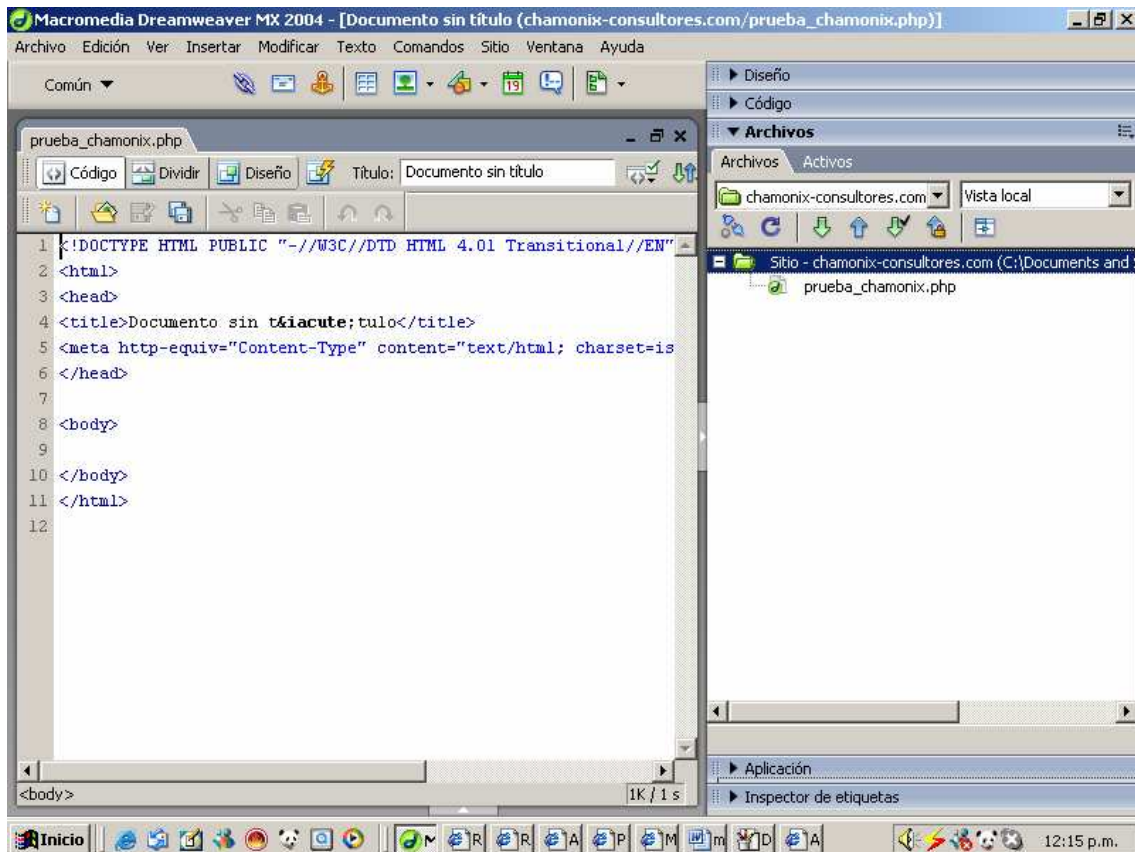 Macromedia Dreamweaver MX 2004 - [Documento sin título (chamonix-consultores.com/prueba_chamonix.php)]
Archivo Edición Ver Insertar Modificar Texto Comandos Sitio Ventana Ayuda
Común
19
Diseño
Código
Archivos
Archivos Activos
chamonix-consultores.com Vista local
Sitio - chamonix-consultores.com (C:\Documents and
prueba_chamonix.php
prueba_chamonix.php
Código Dividir Diseño Título: Documento sin título
1 <!DOCTYPE HTML PUBLIC "-//W3C//DTD HTML 4.01 Transitional//EN"
2 <html>
3 <head>
4 <title>Documento sin t&iacute;tulo</title>
5 <meta http-equiv="Content-Type" content="text/html; charset=is
6 </head>
7
8 <body>
9
10 </body>
11 </html>
12
<body> 1K / 1 s
Aplicación
Inspector de etiquetas
Inicio M R R A P M m D A 12:15 p.m.